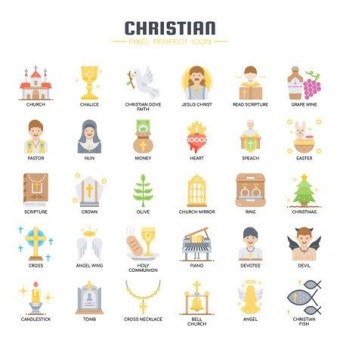 CHRISTIAN
PIXEL PERFECT ICON
CHURCH
CHALICE
CHRISTIAN DOVE
FAITH
JESUS CHRIST
READ SCRIPTURE
GRAPE WINE
PASTOR
NUN
MONEY
HEART
SPEACH
EASTER
SCRIPTURE
CROWN
OLIVE
CHURCH MIRROR
RING
CHRISTMAS
CROSS
ANGEL WING
HOLY
COMMUNION
PIANO
DEVOTEE
DEVIL
CANDLESTICK
TOMB
CROSS NECKLACE
BELL
CHURCH
ANGEL
CHRISTIAN
FISH